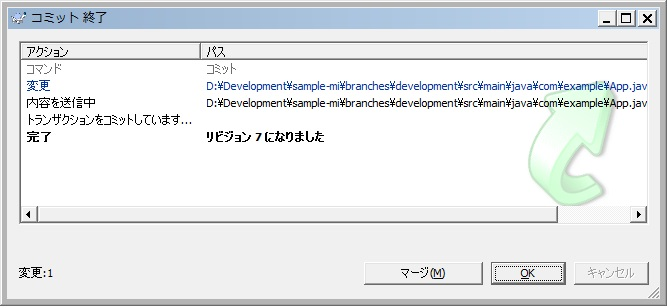 コミット 終了
アクション パス
コマンド コミット
変更 D:¥Development¥sample-mi¥branches¥development¥src¥main¥java¥com¥example¥App.jav
内容を送信中 D:¥Development¥sample-mi¥branches¥development¥src¥main¥java¥com¥example¥App.jav
トランザクションをコミットしています...
完了 リビジョン 7 になりました
変更:1 マージ(M) OK キャンセル